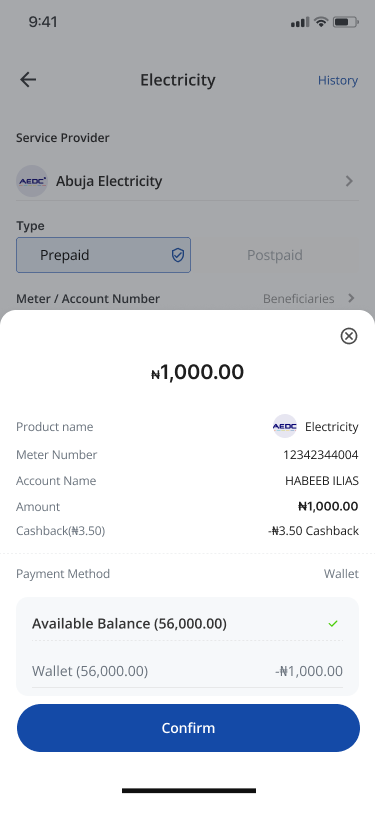 9:41
Electricity
History
Service Provider
AEDC
Abuja Electricity
Type
Prepaid
Postpaid
Meter / Account Number
Beneficiaries
₦1,000.00
Product name
AEDC
Electricity
Meter Number
12342344004
Account Name
HABEEB ILIAS
Amount
₦1,000.00
Cashback(₦3.50)
-₦3.50 Cashback
Payment Method
Wallet
Available Balance (56,000.00)
Wallet (56,000.00)
-₦1,000.00
Confirm